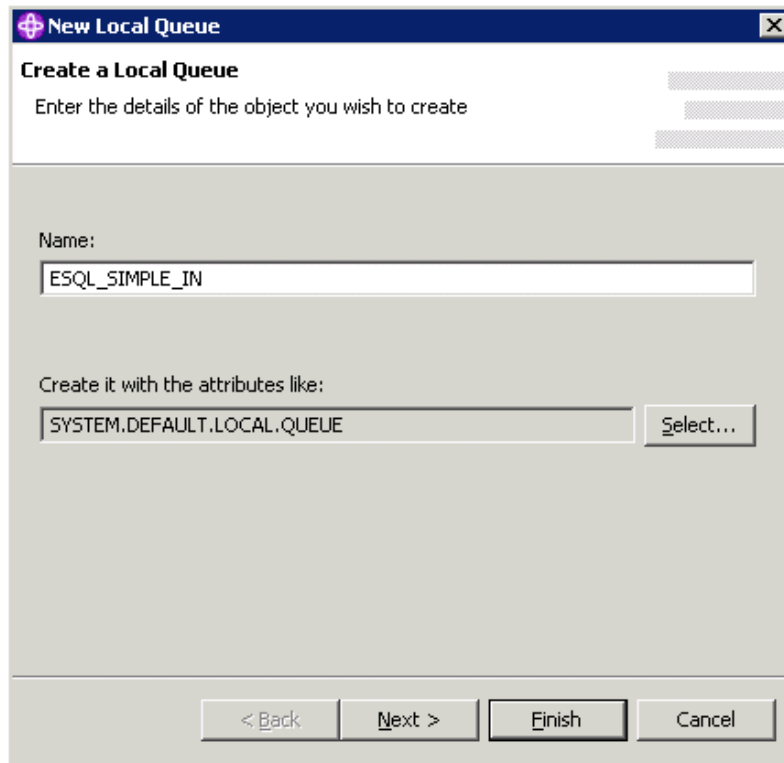 New Local Queue
Create a Local Queue
Enter the details of the object you wish to create
Name:
ESQL_SIMPLE_IN
Create it with the attributes like:
SYSTEM.DEFAULT.LOCAL.QUEUE
Select...
< Back
Next >
Finish
Cancel